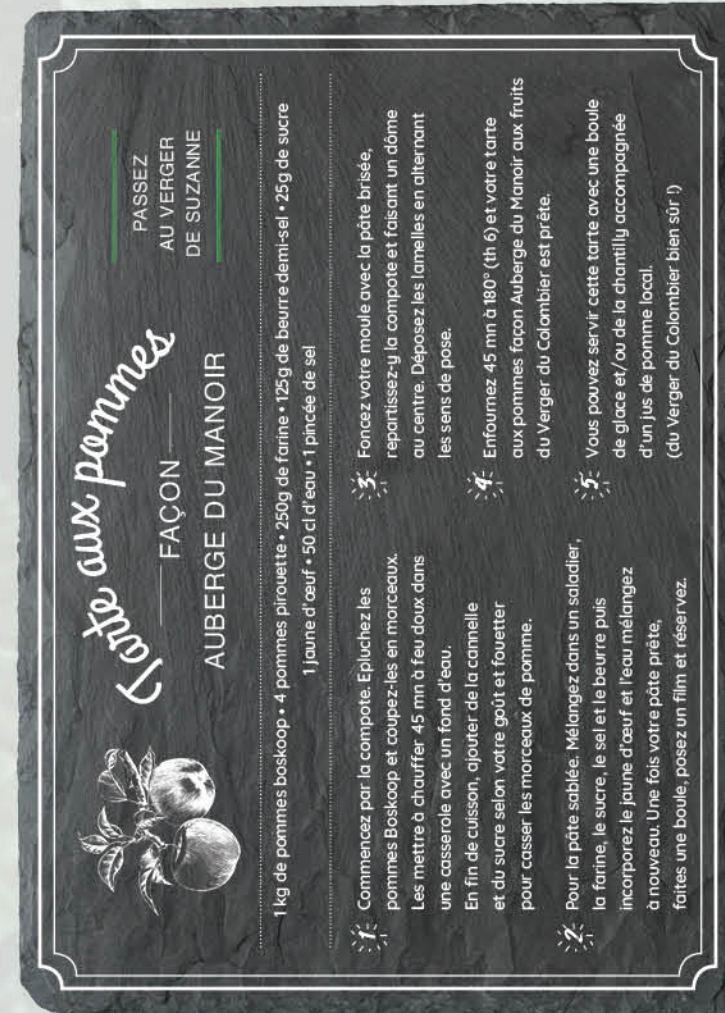 Tarte aux pommes
FAÇON
AUBERGE DU MANOIR
PASSEZ
AU VERGER
DE SUZANNE
1 kg de pommes boskoop • 4 pommes pirouette • 250g de farine • 125g de beurre demi-sel • 25g de sucre
1 jaune d'œuf • 50 cl d'eau • 1 pincée de sel
1. Commencez par la compote. Epluchez les
pommes Boskoop et coupez-les en morceaux.
Les mettre à chauffer 45 mn à feu doux dans
une casserole avec un fond d'eau.
En fin de cuisson, ajouter de la cannelle
et du sucre selon votre goût et fouetter
pour casser les morceaux de pomme.
2. Pour la pâte sablée. Mélangez dans un saladier,
la farine, le sucre, le sel et le beurre puis
incorporez le jaune d'œuf et l'eau mélangez
à nouveau. Une fois votre pâte prête,
faites une boule, posez un film et réservez.
3. Foncez votre moule avec la pâte brisée,
repartissez-y la compote et faisant un dôme
au centre. Déposez les lamelles en alternant
les sens de pose.
4. Enfournez 45 mn à 180° (th 6) et votre tarte
aux pommes façon Auberge du Manoir aux fruits
du Verger du Colombier est prête.
5. Vous pouvez servir cette tarte avec une boule
de glace et/ou de la chantilly accompagnée
d'un jus de pomme local.
(du Verger du Colombier bien sûr !)